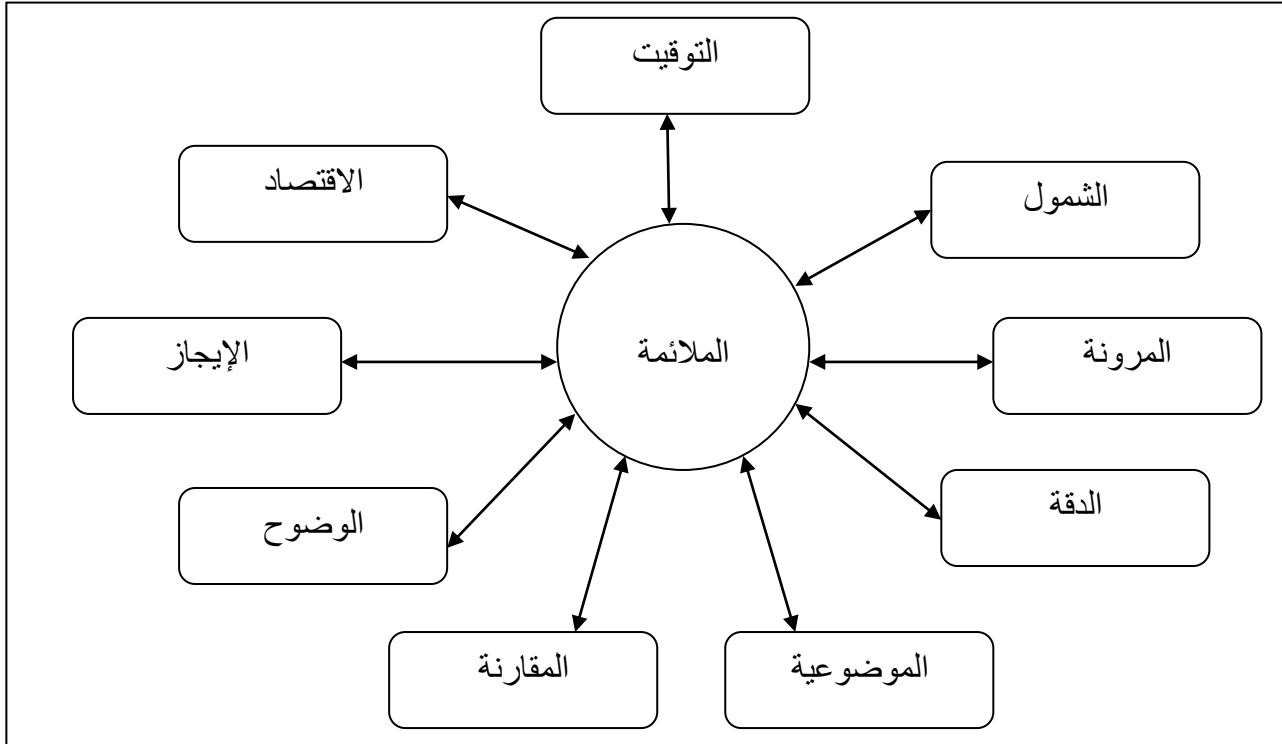 التوقيت
الشمول
الاقتصاد
المرونة
الملائمة
الإيجاز
الدقة
الوضوح
الموضوعية
المقارنة